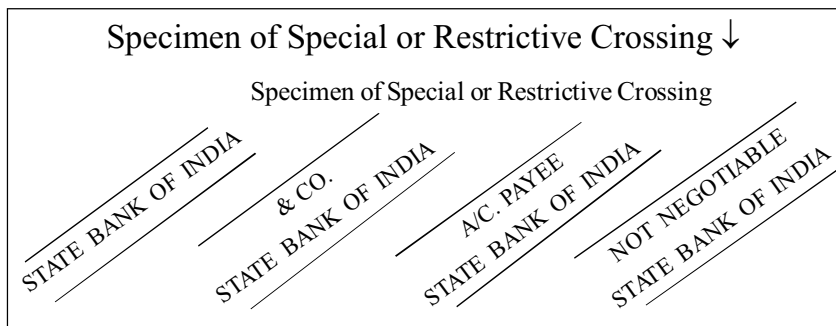 Specimen of Special or Restrictive Crossing ↓
Specimen of Special or Restrictive Crossing
STATE BANK OF INDIA
& CO.
STATE BANK OF INDIA
A/C. PAYEE
STATE BANK OF INDIA
NOT NEGOTIABLE
STATE BANK OF INDIA